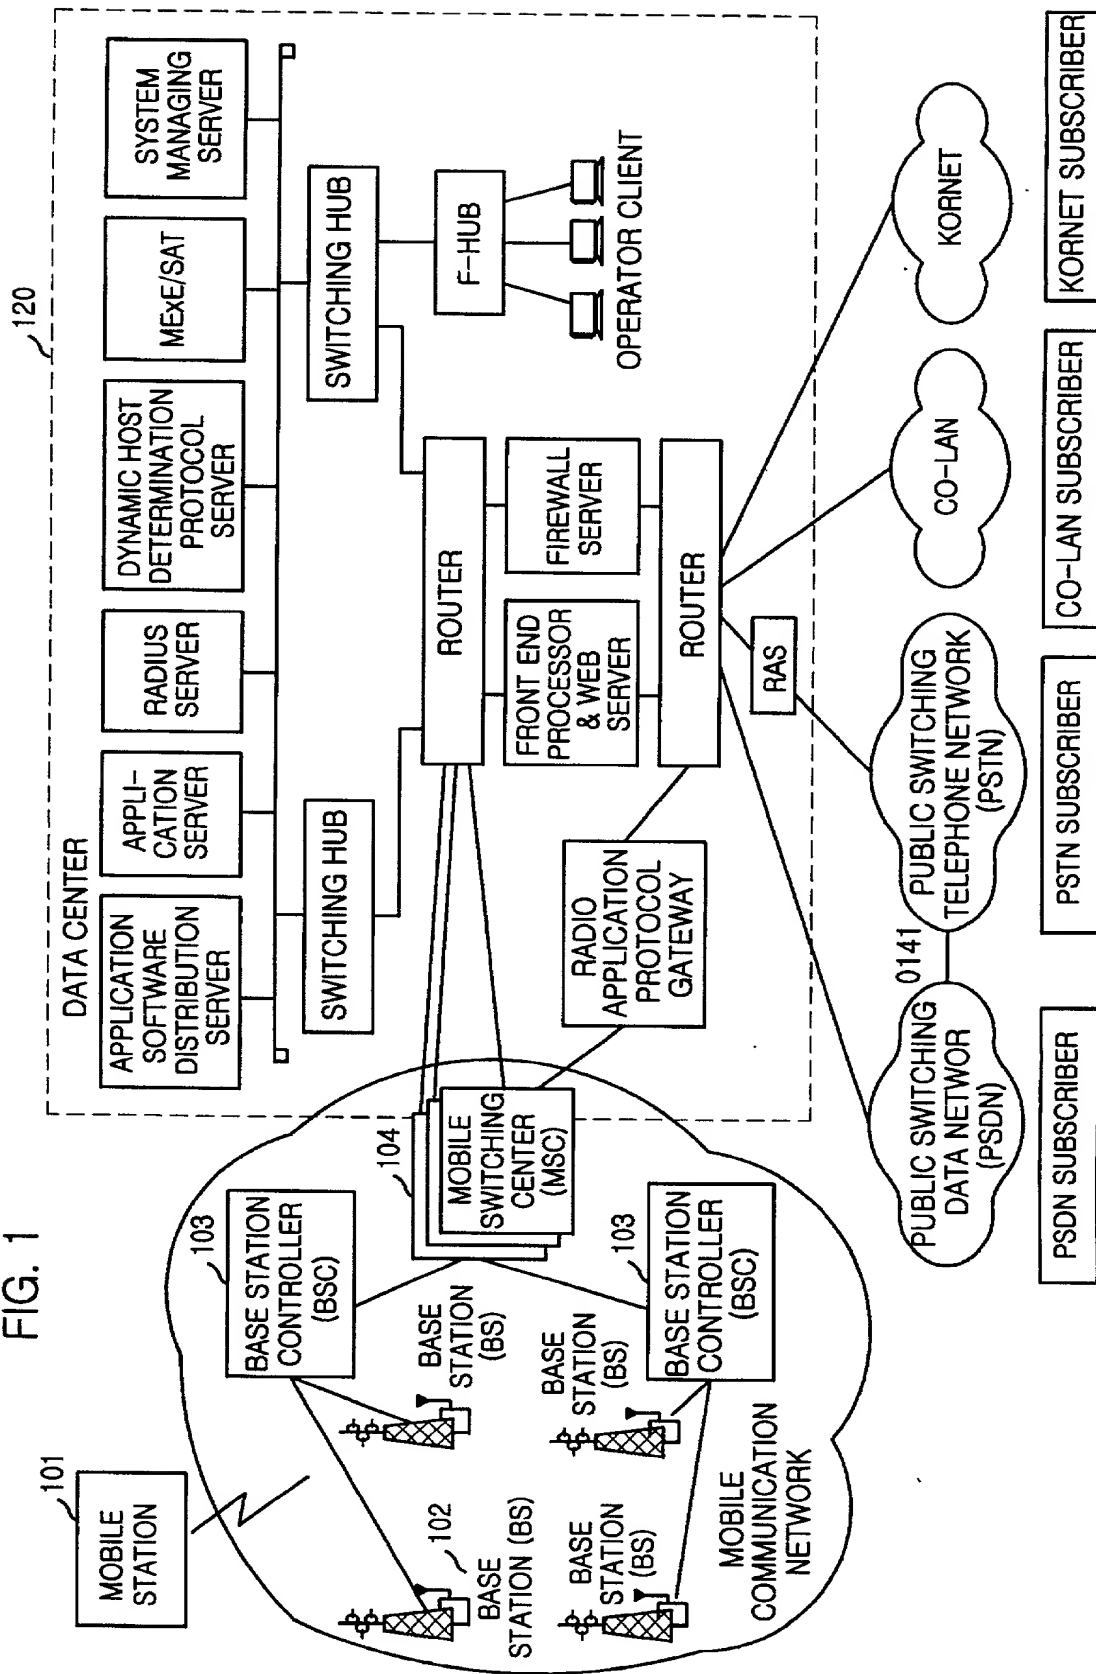 FIG. 1
120
DATA CENTER
APPLICATION
SOFTWARE
DISTRIBUTION
SERVER
APPLI-
CATION
SERVER
RADIUS
SERVER
DYNAMIC HOST
DETERMINATION
PROTOCOL
SERVER
MExE/SAT
SYSTEM
MANAGING
SERVER
SWITCHING HUB
SWITCHING HUB
F-HUB
OPERATOR CLIENT
ROUTER
FRONT END
PROCESSOR
& WEB
SERVER
FIREWALL
SERVER
ROUTER
RAS
RADIO
APPLICATION
PROTOCOL
GATEWAY
101
MOBILE
STATION
103
BASE STATION
CONTROLLER
(BSC)
104
MOBILE
SWITCHING
CENTER
(MSC)
BASE
STATION
(BS)
102
BASE
STATION (BS)
BASE
STATION
(BS)
BASE
STATION
(BS)
103
BASE STATION
CONTROLLER
(BSC)
MOBILE
COMMUNICATION
NETWORK
PUBLIC SWITCHING
DATA NETWOR
(PSDN)
0141
PUBLIC SWITCHING
TELEPHONE NETWORK
(PSTN)
CO-LAN
KORNET
PSDN SUBSCRIBER
PSTN SUBSCRIBER
CO-LAN SUBSCRIBER
KORNET SUBSCRIBER